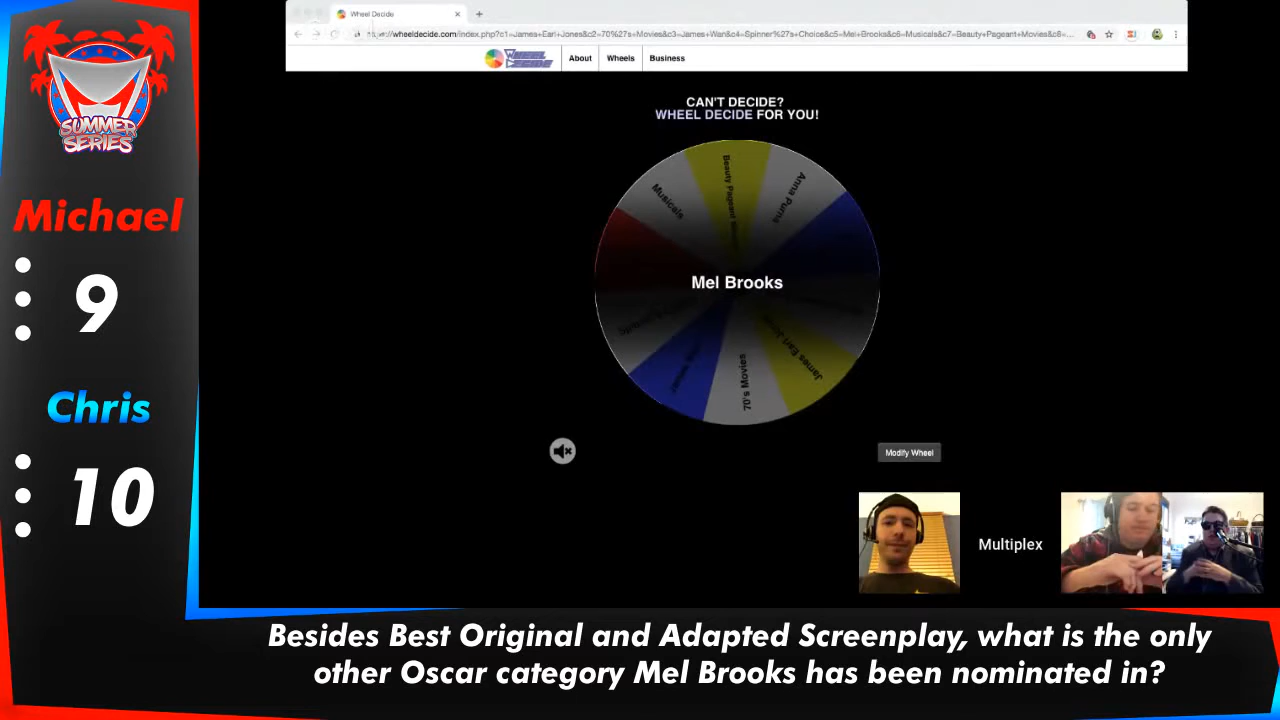 Wheel Decide
wheeldecide.com/index.php?c1=James+Earl+Jones&c2=70%27s+Movies&c3=James+Wan&c4=Spinner%27s+Choice&c5=Mel+Brooks&c6=Musicals&c7=Beauty+Pageant+Movies&c8=...
WHEEL DECIDE
About
Wheels
Business
CAN'T DECIDE?
WHEEL DECIDE FOR YOU!
SUMMER
SERIES
Michael
9
Chris
10
Musicals
Beauty Pageant
Anna Purna
Mel Brooks
James Earl Jones
70's Movies
Modify Wheel
Multiplex
Besides Best Original and Adapted Screenplay, what is the only
other Oscar category Mel Brooks has been nominated in?